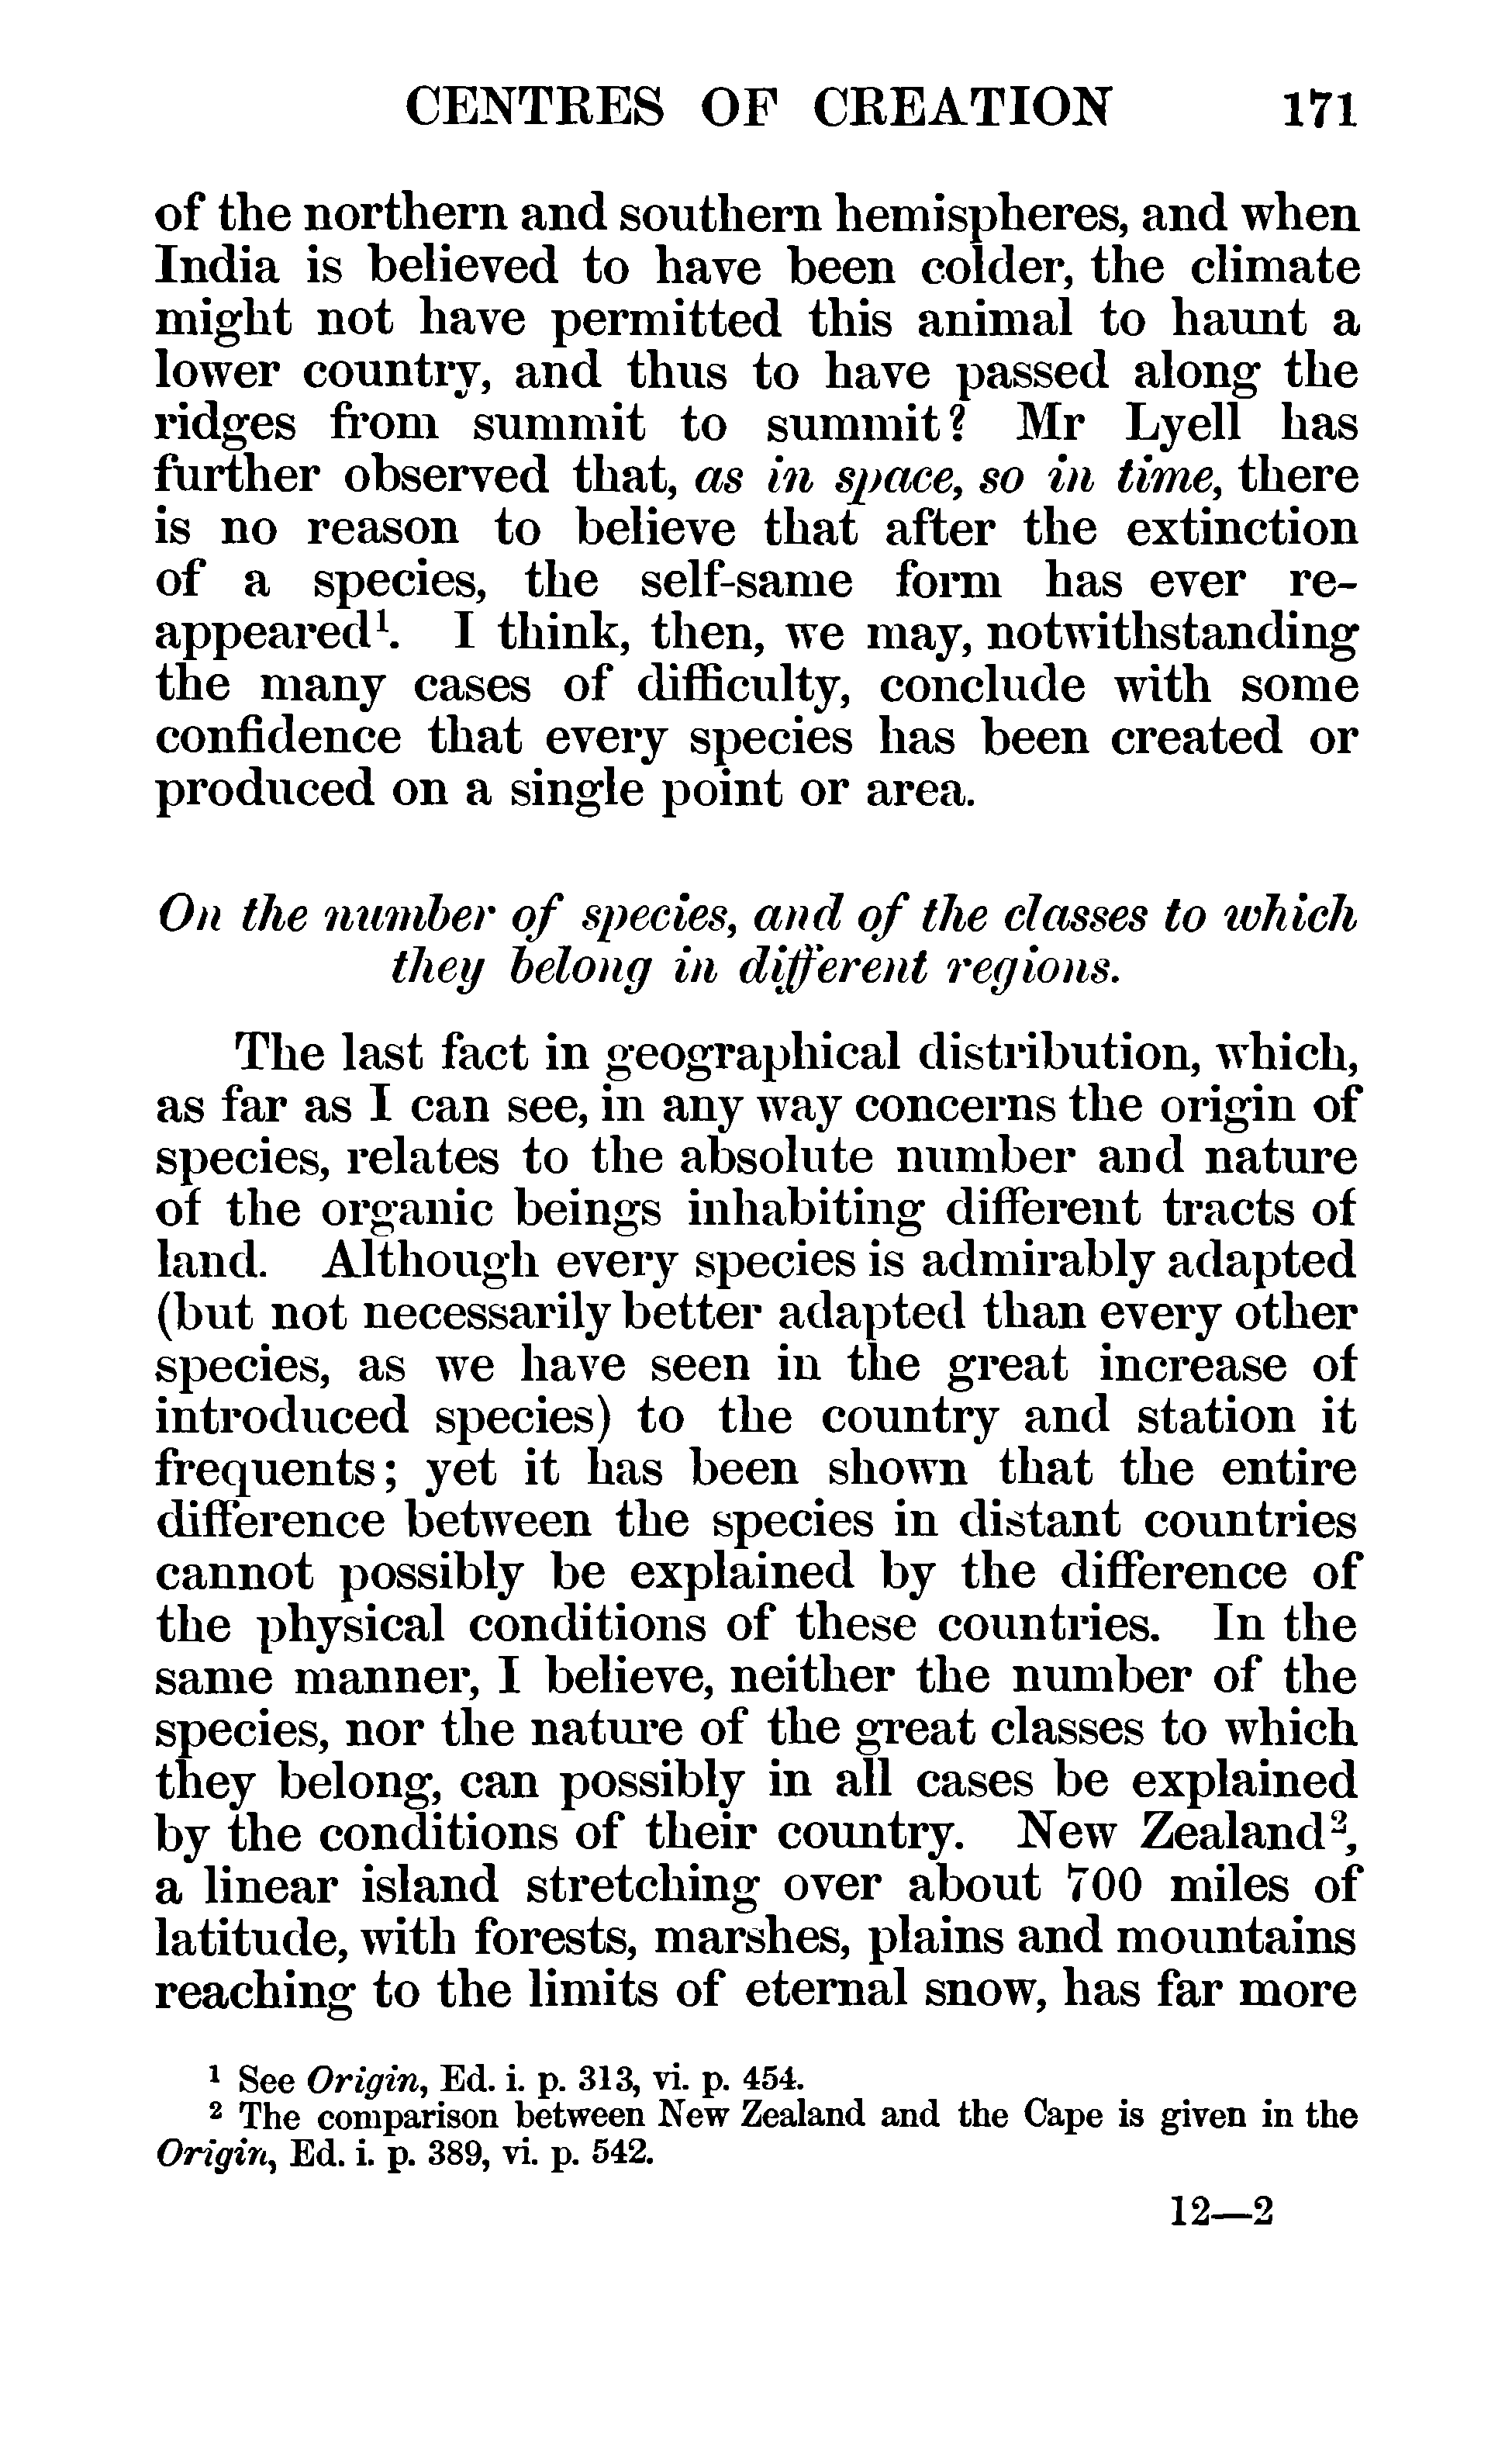 CENTRES OF CREATION 171
of the northern and southern hemispheres, and when
India is believed to have been colder, the climate
might not have permitted this animal to haunt a
lower country, and thus to have passed along the
ridges from summit to summit? Mr Lyell has
further observed that, as in space, so in time, there
is no reason to believe that after the extinction
of a species, the self-same form has ever re-
appeared¹. I think, then, we may, notwithstanding
the many cases of difficulty, conclude with some
confidence that every species has been created or
produced on a single point or area.
On the number of species, and of the classes to which
they belong in different regions.
The last fact in geographical distribution, which,
as far as I can see, in any way concerns the origin of
species, relates to the absolute number and nature
of the organic beings inhabiting different tracts of
land. Although every species is admirably adapted
(but not necessarily better adapted than every other
species, as we have seen in the great increase of
introduced species) to the country and station it
frequents; yet it has been shown that the entire
difference between the species in distant countries
cannot possibly be explained by the difference of
the physical conditions of these countries. In the
same manner, I believe, neither the number of the
species, nor the nature of the great classes to which
they belong, can possibly in all cases be explained
by the conditions of their country. New Zealand²,
a linear island stretching over about 700 miles of
latitude, with forests, marshes, plains and mountains
reaching to the limits of eternal snow, has far more
¹ See Origin, Ed. i. p. 313, vi. p. 454.
² The comparison between New Zealand and the Cape is given in the
Origin, Ed. i. p. 389, vi. p. 542.
12—2